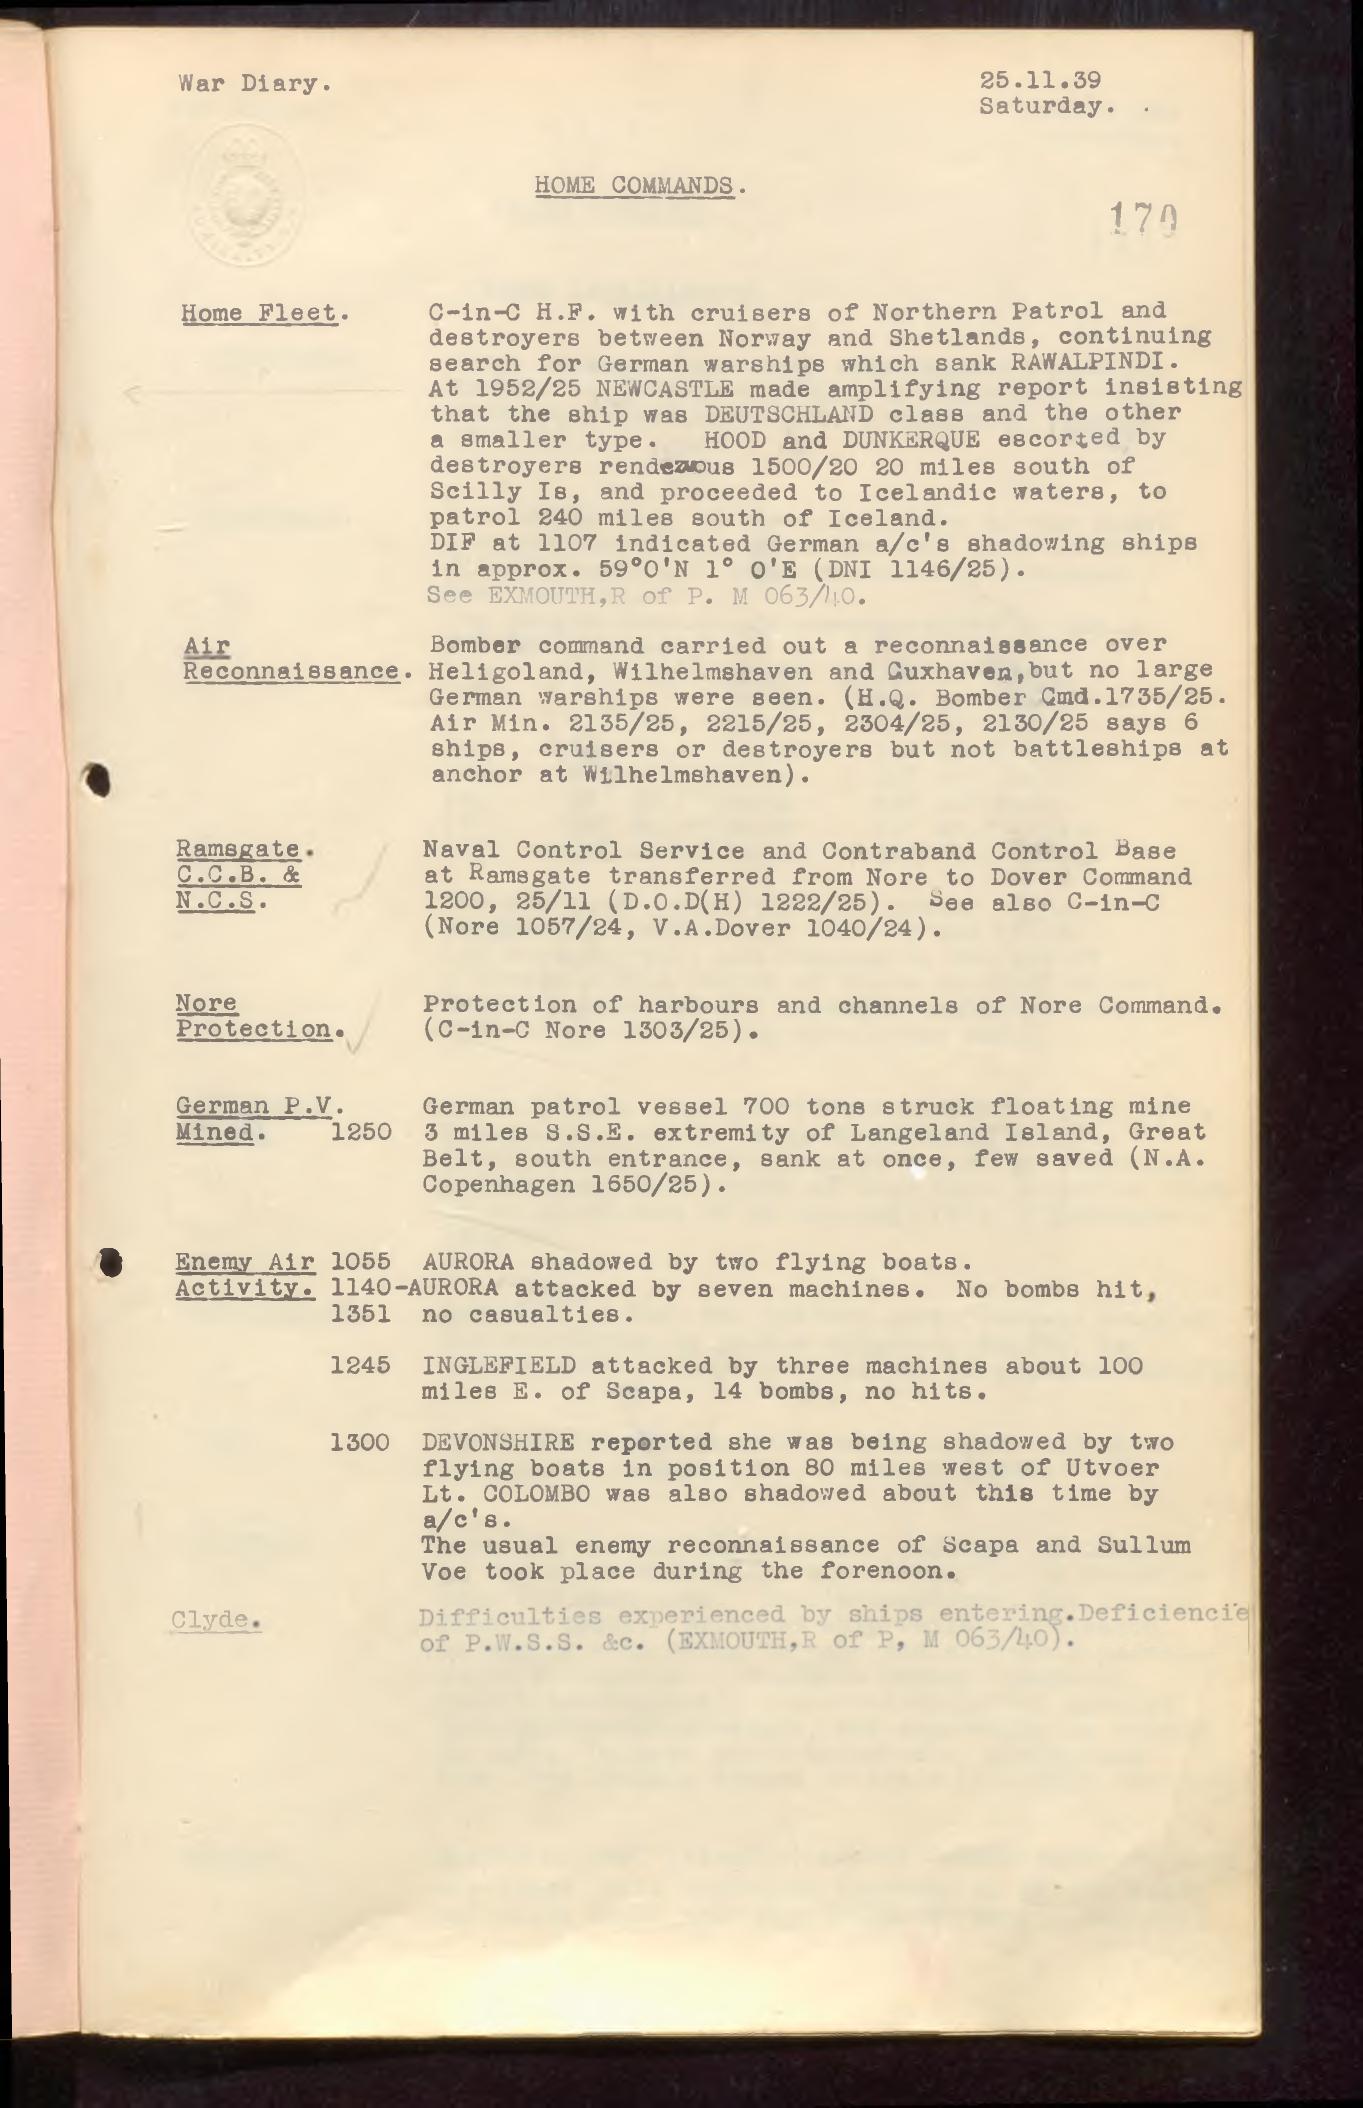 War Diary.
25.11.39
Saturday.
HOME COMMANDS.
170
Home Fleet. C-in-C H.F. with cruisers of Northern Patrol and
destroyers between Norway and Shetlands, continuing
search for German warships which sank RAWALPINDI.
At 1952/25 NEWCASTLE made amplifying report insisting
that the ship was DEUTSCHLAND class and the other
a smaller type. HOOD and DUNKERQUE escorted by
destroyers rendezvous 1500/20 20 miles south of
Scilly Is, and proceeded to Icelandic waters, to
patrol 240 miles south of Iceland.
DIF at 1107 indicated German a/c's shadowing ships
in approx. 59°0'N 1° 0'E (DNI 1146/25).
See EXMOUTH,R of P. M 063/40.
Air Bomber command carried out a reconnaissance over
Reconnaissance. Heligoland, Wilhelmshaven and Cuxhaven,but no large
German warships were seen. (H.Q. Bomber Cmd.1735/25.
Air Min. 2135/25, 2215/25, 2304/25, 2130/25 says 6
ships, cruisers or destroyers but not battleships at
anchor at Wilhelmshaven).
Ramsgate. Naval Control Service and Contraband Control Base
C.C.B. & at Ramsgate transferred from Nore to Dover Command
N.C.S. 1200, 25/11 (D.O.D(H) 1222/25). See also C-in-C
(Nore 1057/24, V.A.Dover 1040/24).
Nore Protection of harbours and channels of Nore Command.
Protection. (C-in-C Nore 1303/25).
German P.V. German patrol vessel 700 tons struck floating mine
Mined. 1250 3 miles S.S.E. extremity of Langeland Island, Great
Belt, south entrance, sank at once, few saved (N.A.
Copenhagen 1650/25).
Enemy Air 1055 AURORA shadowed by two flying boats.
Activity. 1140-AURORA attacked by seven machines. No bombs hit,
1351 no casualties.
1245 INGLEFIELD attacked by three machines about 100
miles E. of Scapa, 14 bombs, no hits.
1300 DEVONSHIRE reported she was being shadowed by two
flying boats in position 80 miles west of Utvoer
Lt. COLOMBO was also shadowed about this time by
a/c's.
The usual enemy reconnaissance of Scapa and Sullum
Voe took place during the forenoon.
Clyde. Difficulties experienced by ships entering.Deficiencie
of P.W.S.S. &c. (EXMOUTH,R of P, M 063/40).